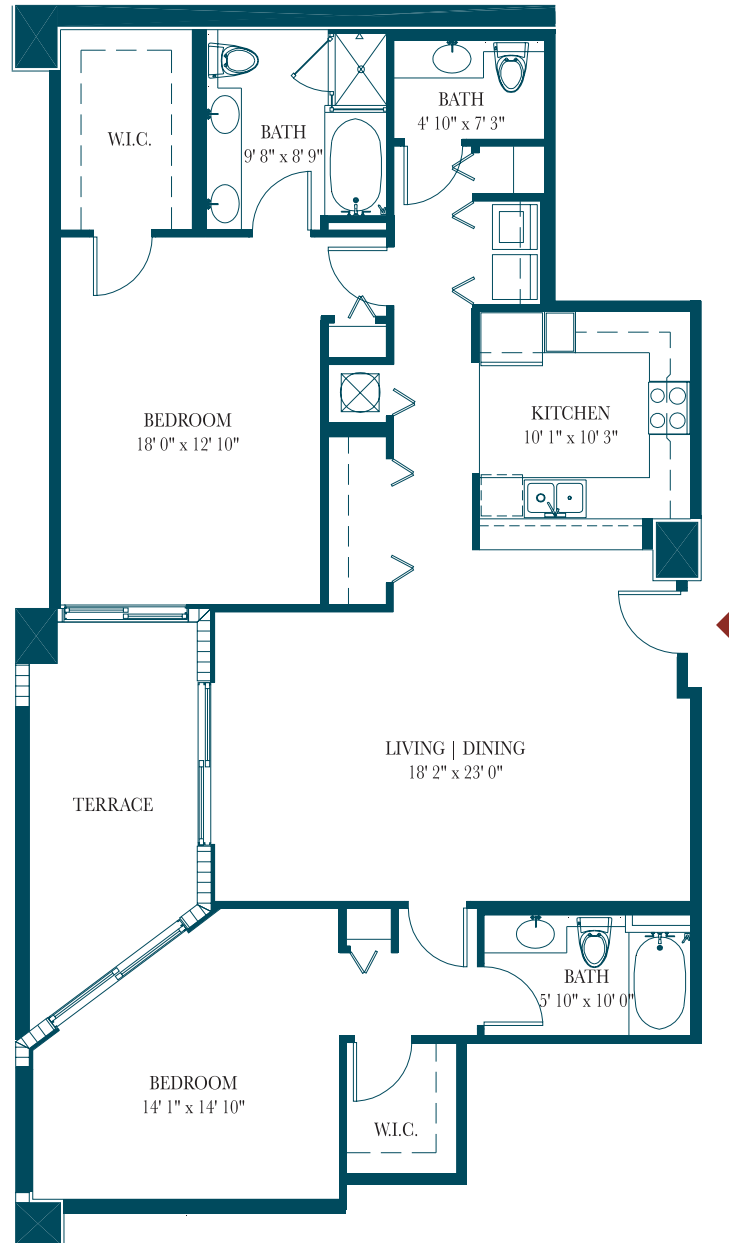 W.I.C.
BATH
9' 8" x 8' 9"
BATH
4' 10" x 7' 3"
BEDROOM
18' 0" x 12' 10"
KITCHEN
10' 1" x 10' 3"
LIVING | DINING
18' 2" x 23' 0"
TERRACE
BATH
5' 10" x 10' 0"
BEDROOM
14' 1" x 14' 10"
W.I.C.